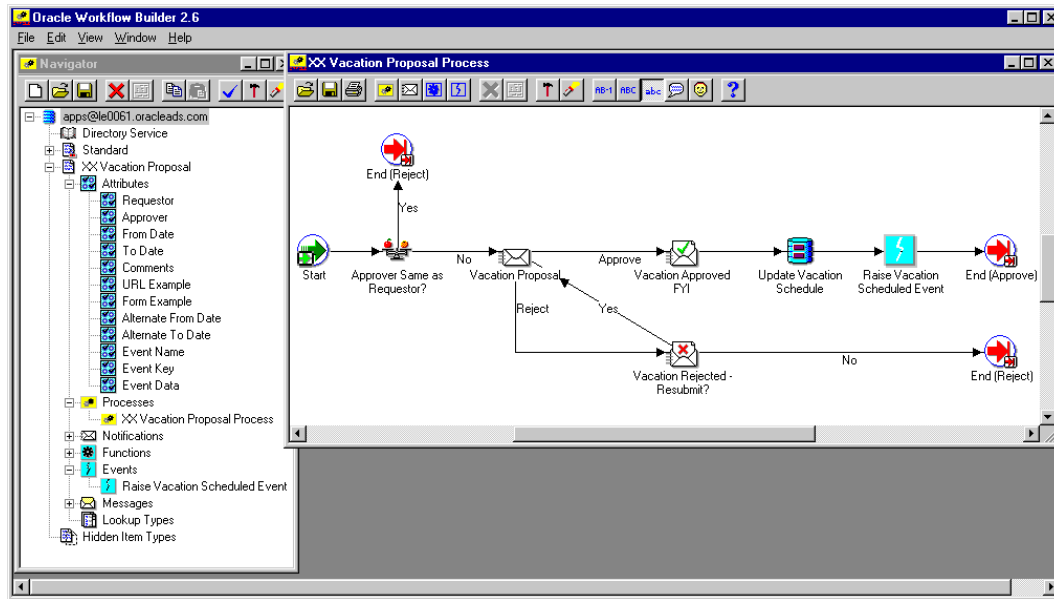 Oracle Workflow Builder 2.6
File Edit View Window Help
Navigator
apps@le0061.oracleads.com
Directory Service
Standard
XX Vacation Proposal
Attributes
Requestor
Approver
From Date
To Date
Comments
URL Example
Form Example
Alternate From Date
Alternate To Date
Event Name
Event Key
Event Data
Processes
XX Vacation Proposal Process
Notifications
Functions
Events
Raise Vacation Scheduled Event
Messages
Lookup Types
Hidden Item Types
XX Vacation Proposal Process
AB-1 ABC abc ?
End (Reject)
Yes
Start
Approver Same as
Requestor?
No
Vacation Proposal
Approve
Vacation Approved
FYI
Update Vacation
Schedule
Raise Vacation
Scheduled Event
End (Approve)
Reject
Yes
Vacation Rejected -
Resubmit?
No
End (Reject)